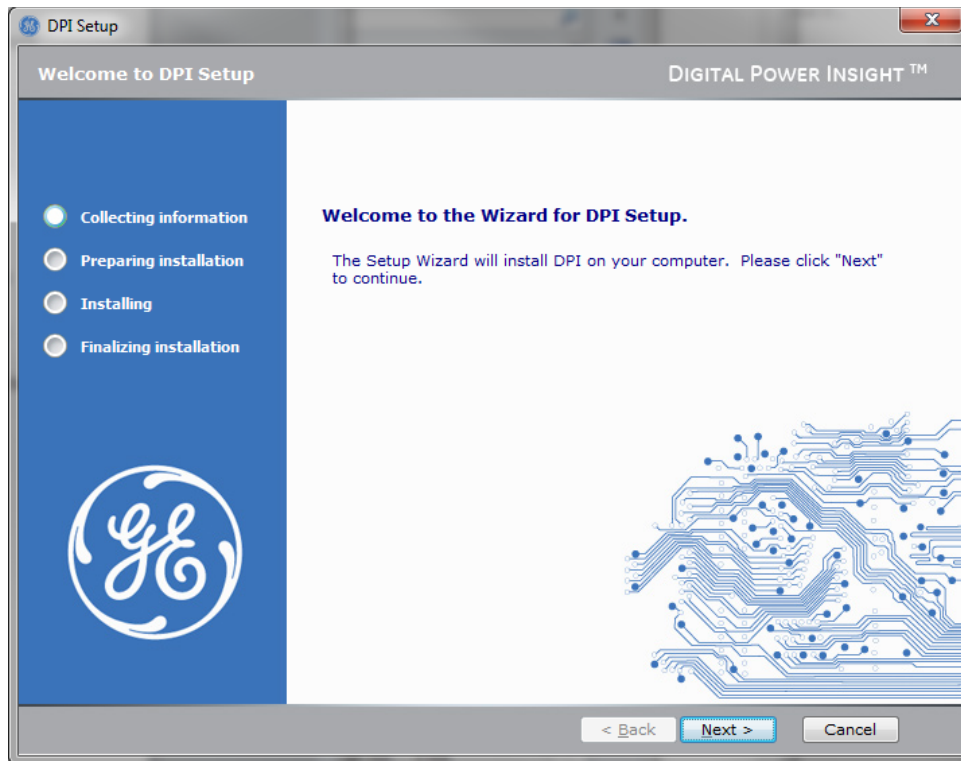 DPI Setup
Welcome to DPI Setup
DIGITAL POWER INSIGHT ™
Collecting information
Preparing installation
Installing
Finalizing installation
Welcome to the Wizard for DPI Setup.
The Setup Wizard will install DPI on your computer.  Please click "Next"
to continue.
GE
< Back
Next >
Cancel